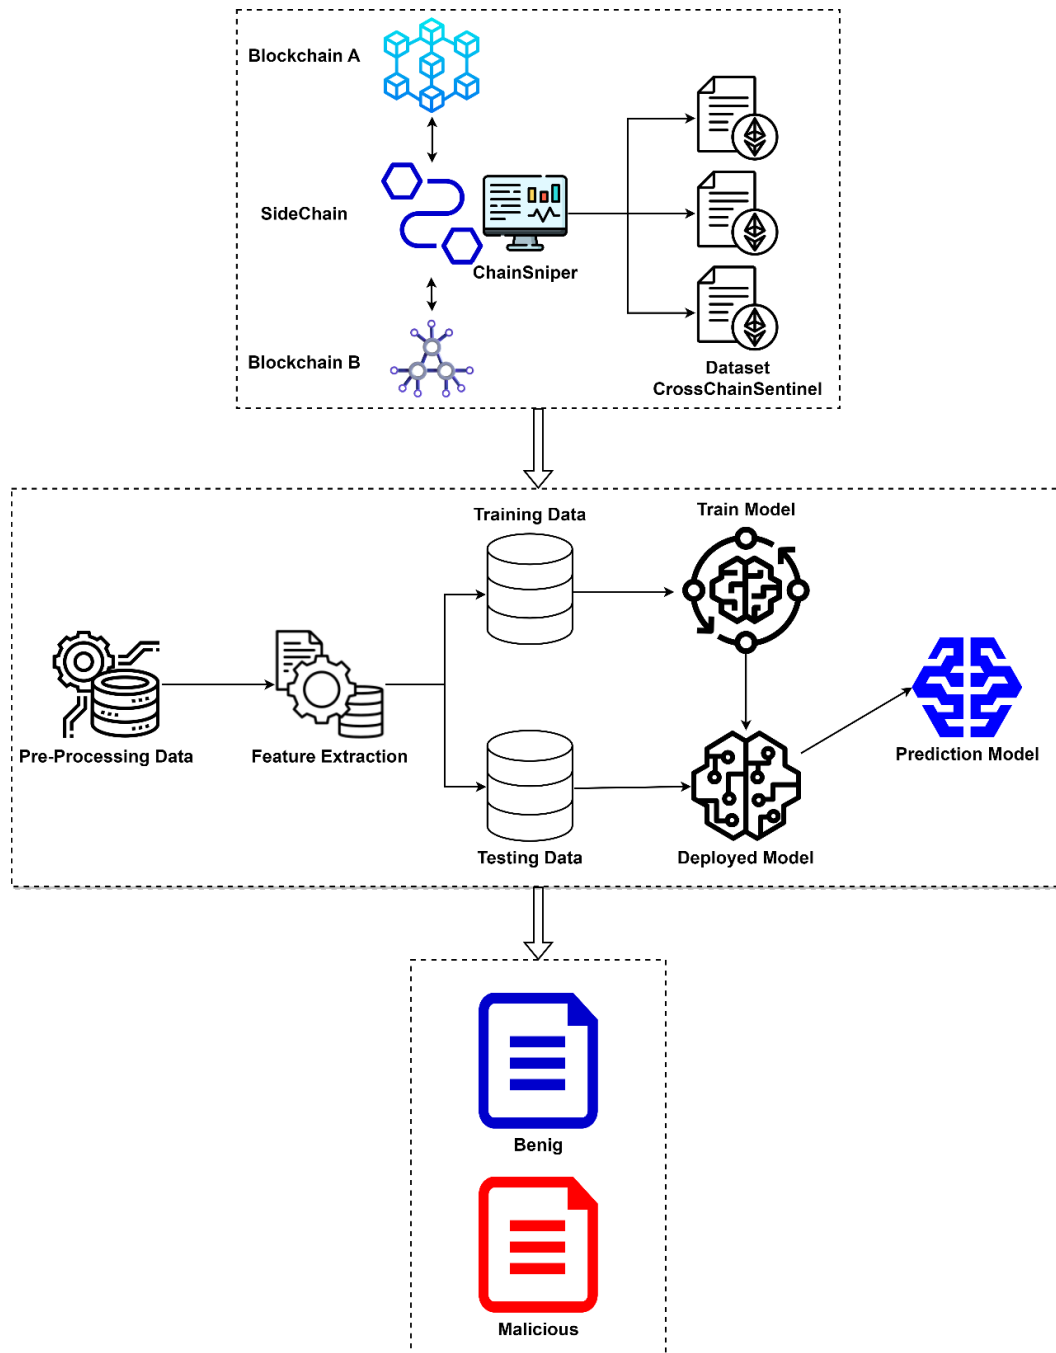 Blockchain A
SideChain
ChainSniper
Blockchain B
Dataset
CrossChainSentinel
Training Data
Train Model
Pre-Processing Data
Feature Extraction
Prediction Model
Testing Data
Deployed Model
Benig
Malicious